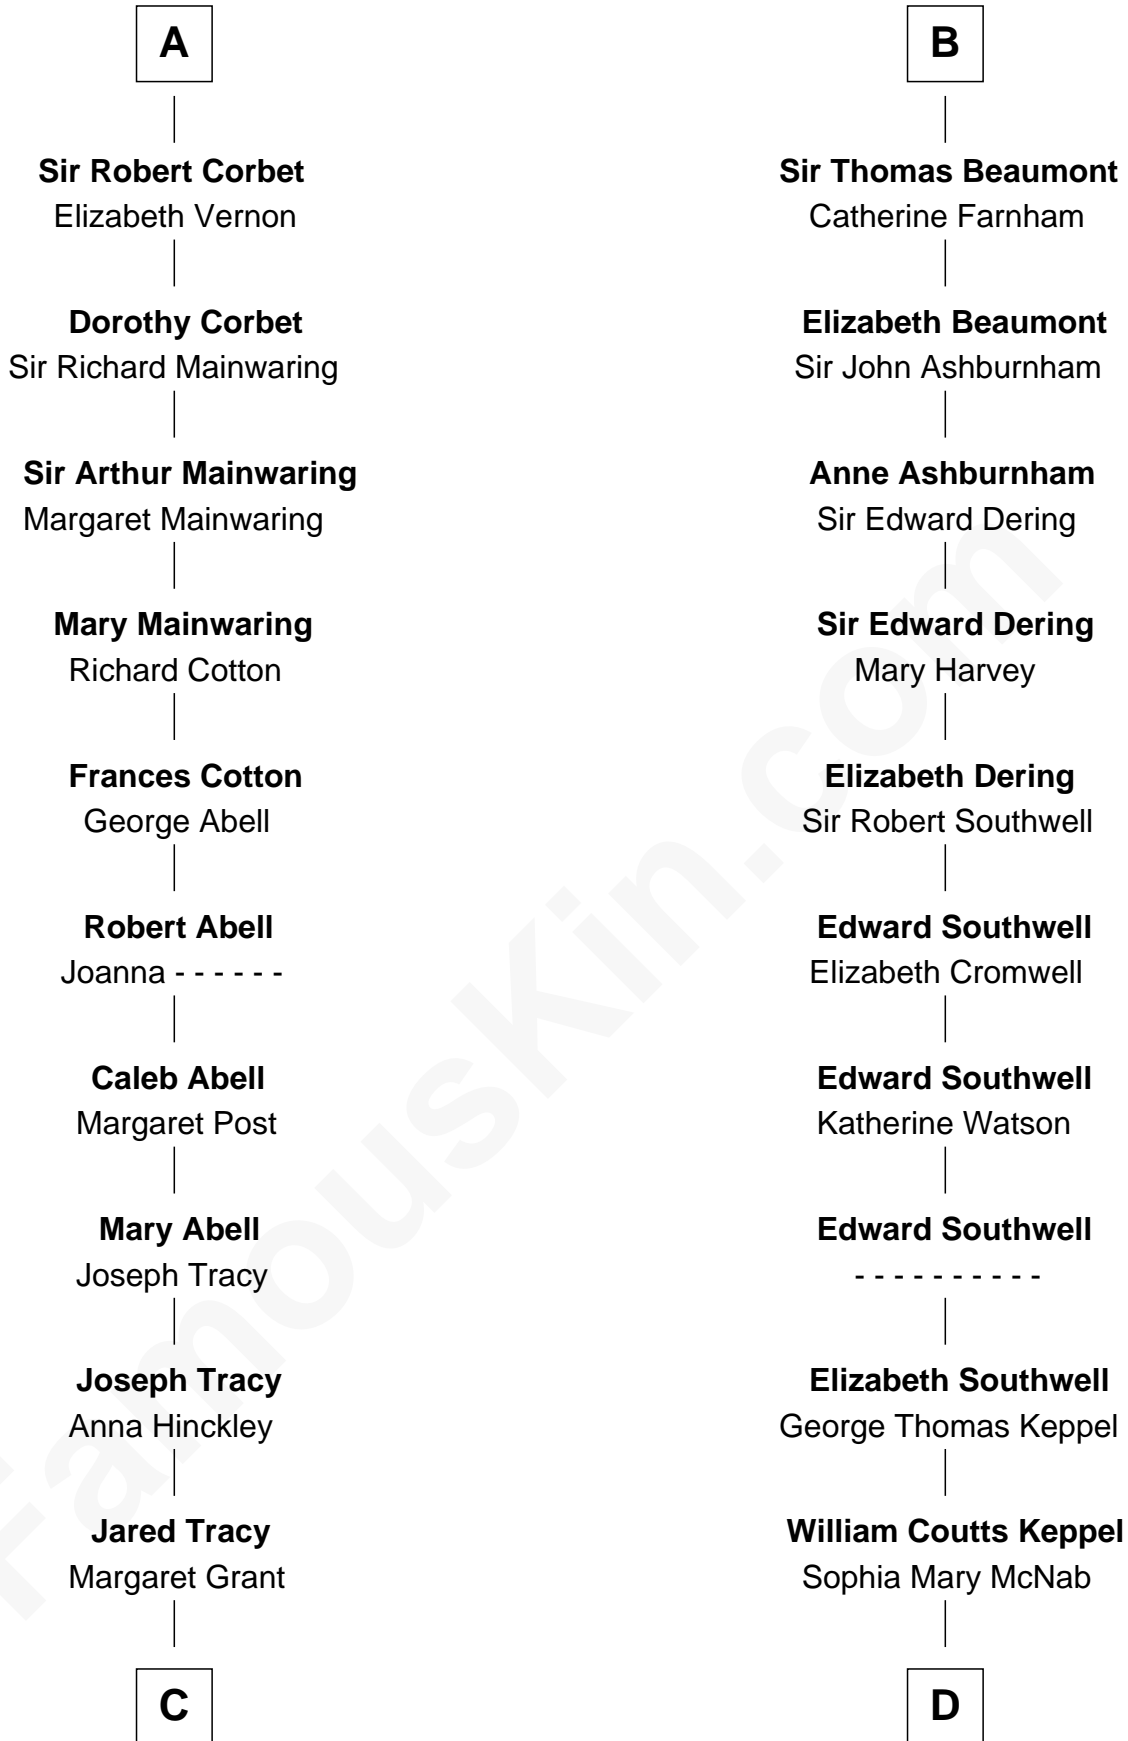 A
Sir Robert Corbet
Elizabeth Vernon
Dorothy Corbet
Sir Richard Mainwaring
Sir Arthur Mainwaring
Margaret Mainwaring
Mary Mainwaring
Richard Cotton
Frances Cotton
George Abell
Robert Abell
Joanna - - - - - -
Caleb Abell
Margaret Post
Mary Abell
Joseph Tracy
Joseph Tracy
Anna Hinckley
Jared Tracy
Margaret Grant
C
B
Sir Thomas Beaumont
Catherine Farnham
Elizabeth Beaumont
Sir John Ashburnham
Anne Ashburnham
Sir Edward Dering
Sir Edward Dering
Mary Harvey
Elizabeth Dering
Sir Robert Southwell
Edward Southwell
Elizabeth Cromwell
Edward Southwell
Katherine Watson
Edward Southwell
- - - - - - - - - -
Elizabeth Southwell
George Thomas Keppel
William Coutts Keppel
Sophia Mary McNab
D
FamousKin.com